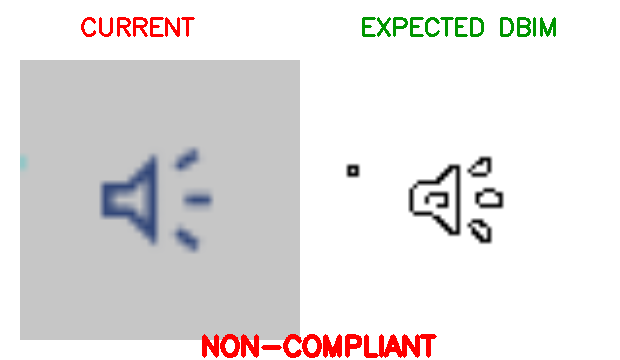 CURRENT
EXPECTED DBIM
NON-COMPLIANT